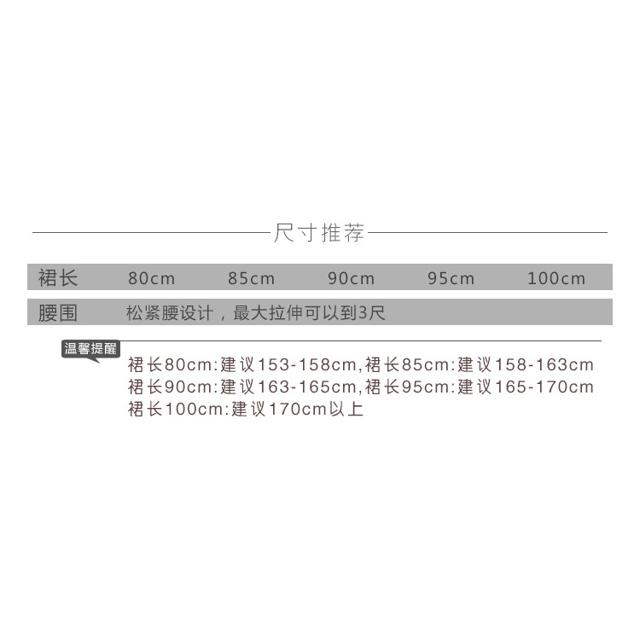 尺寸推荐
裙长 80cm 85cm 90cm 95cm 100cm
腰围 松紧腰设计，最大拉伸可以到3尺
温馨提醒
裙长80cm:建议153-158cm,裙长85cm:建议158-163cm
裙长90cm:建议163-165cm,裙长95cm:建议165-170cm
裙长100cm:建议170cm以上